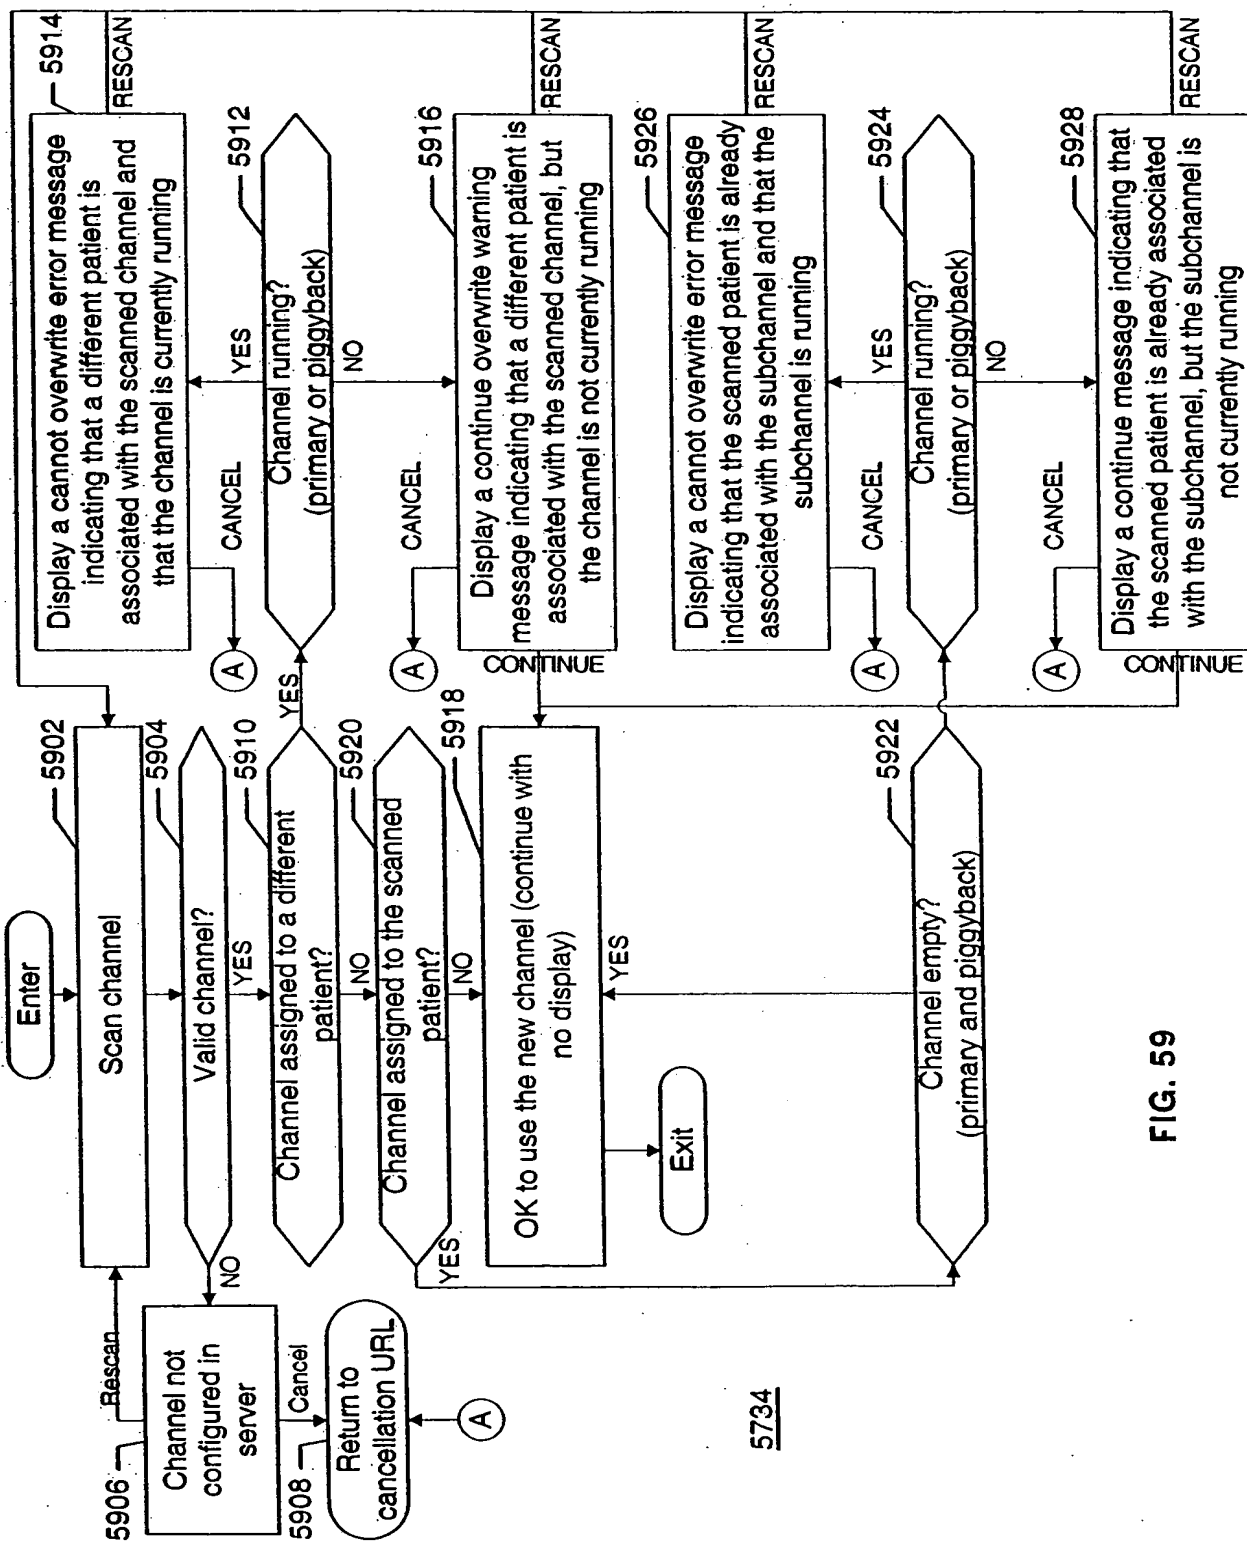 Enter
5902
Scan channel
5904
Valid channel?
NO
YES
5906
Channel not
configured in
server
Rescan
Cancel
5908
Return to
cancellation URL
A
5910
Channel assigned to a different
patient?
YES
NO
5920
Channel assigned to the scanned
patient?
YES
NO
5918
OK to use the new channel (continue with
no display)
YES
Exit
5922
Channel empty?
(primary and piggyback)
5914
Display a cannot overwrite error message
indicating that a different patient is
associated with the scanned channel and
that the channel is currently running
RESCAN
CANCEL
A
YES
5912
Channel running?
(primary or piggyback)
NO
CANCEL
A
5916
Display a continue overwrite warning
message indicating that a different patient is
associated with the scanned channel, but
the channel is not currently running
RESCAN
CONTINUE
5926
Display a cannot overwrite error message
indicating that the scanned patient is already
associated with the subchannel and that the
subchannel is running
RESCAN
CANCEL
A
YES
5924
Channel running?
(primary or piggyback)
NO
CANCEL
A
5928
Display a continue message indicating that
the scanned patient is already associated
with the subchannel, but the subchannel is
not currently running
RESCAN
CONTINUE
5734
FIG. 59